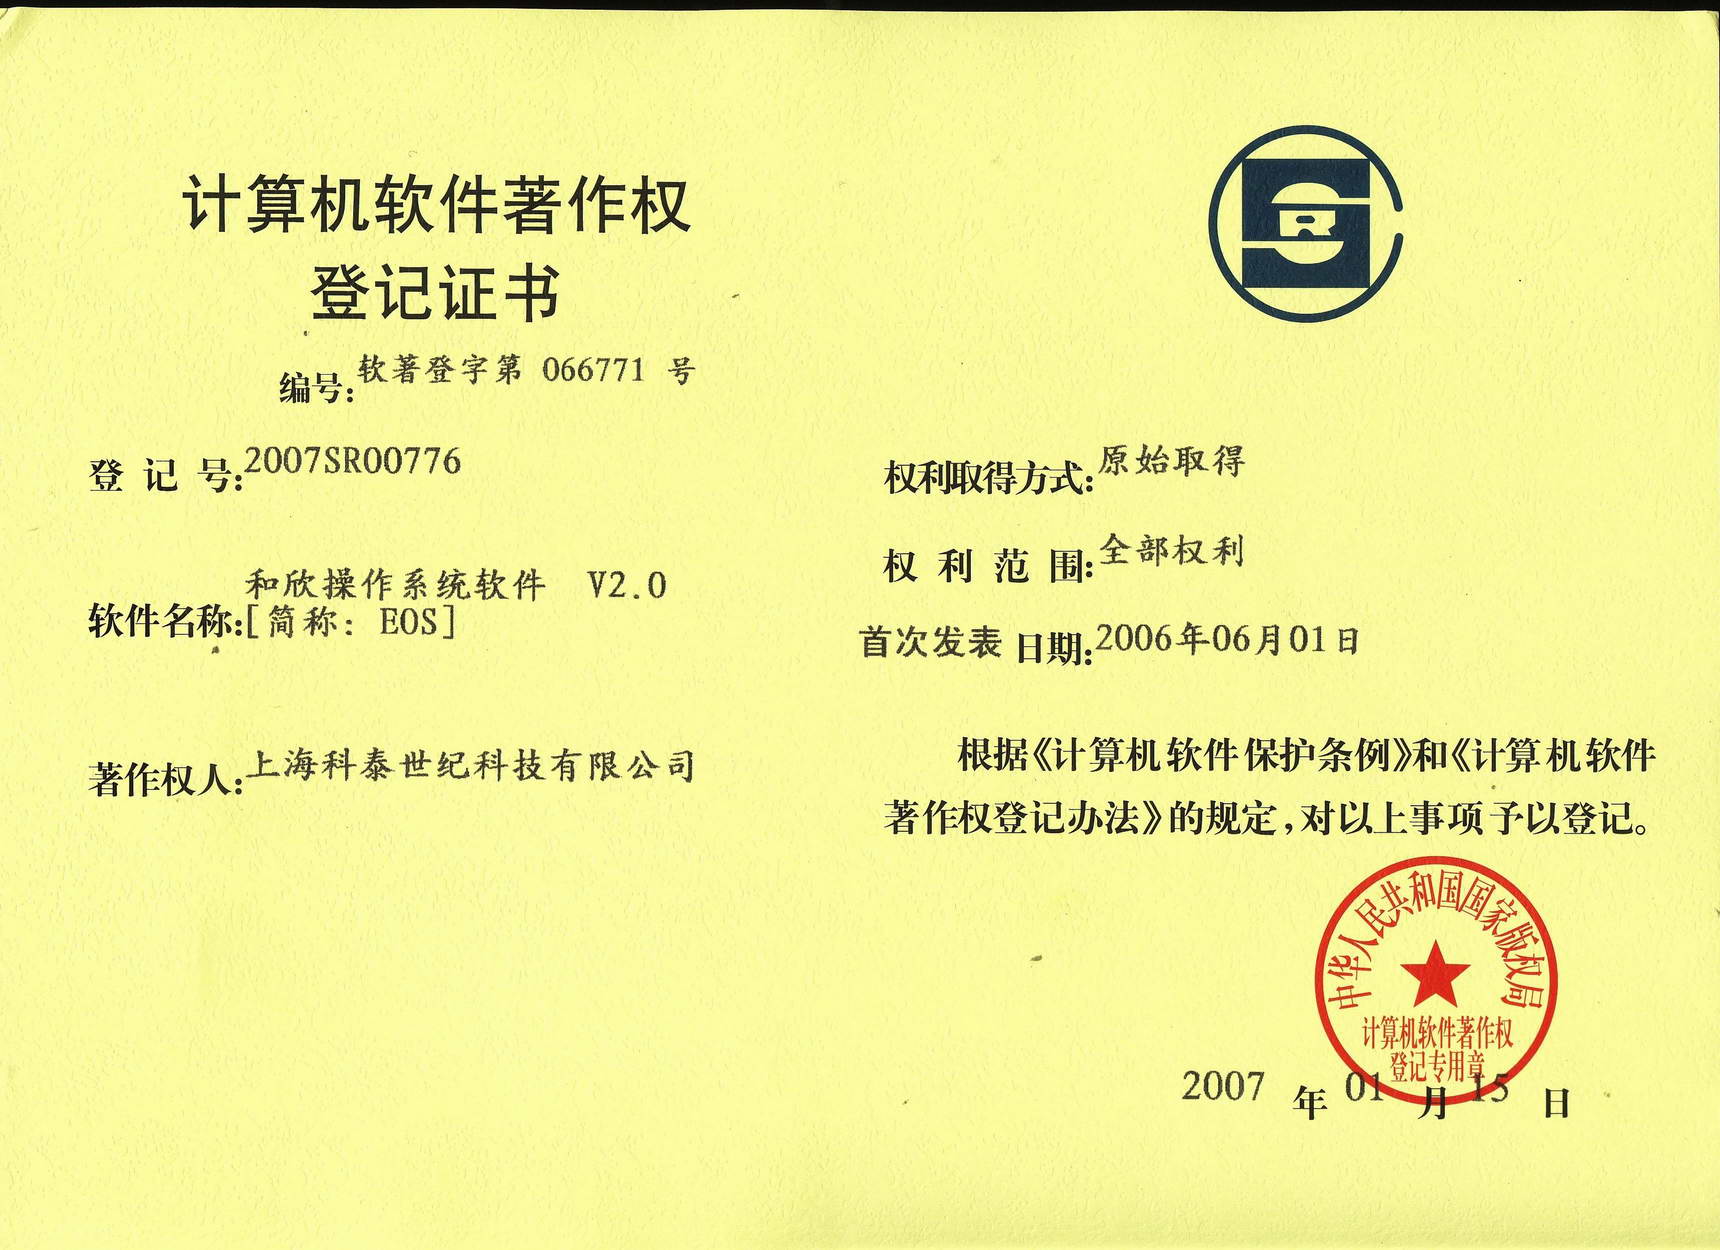 计算机软件著作权
登记证书
编号:软著登字第 066771 号
登 记 号:2007SR00776
软件名称:和欣操作系统软件 V2.0
[简称: EOS]
著作权人:上海科泰世纪科技有限公司
SR
权利取得方式:原始取得
权 利 范 围:全部权利
首次发表日期:2006年06月01日
根据《计算机软件保护条例》和《计算机软件
著作权登记办法》的规定,对以上事项予以登记。
中华人民共和国国家版权局
计算机软件著作权
登记专用章
2007 年 01 月 15 日